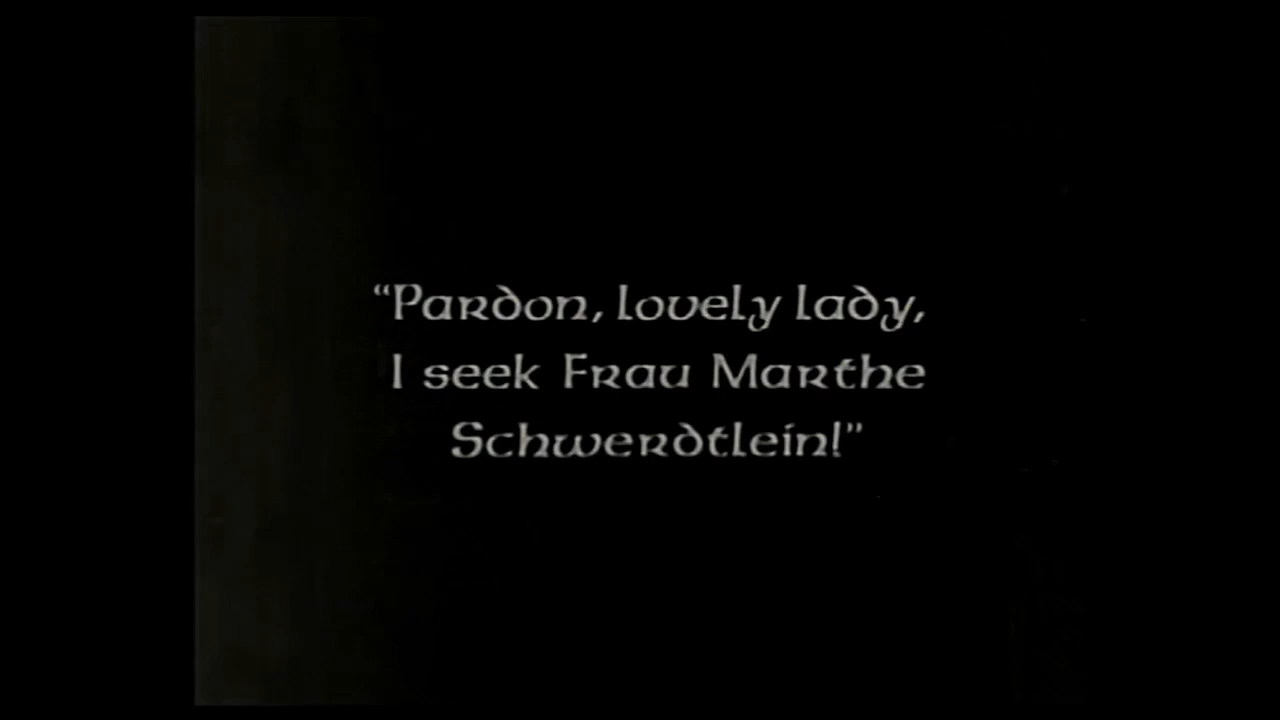 “Pardon, lovely lady,
I seek Frau Marthe
Schwerdtlein!”